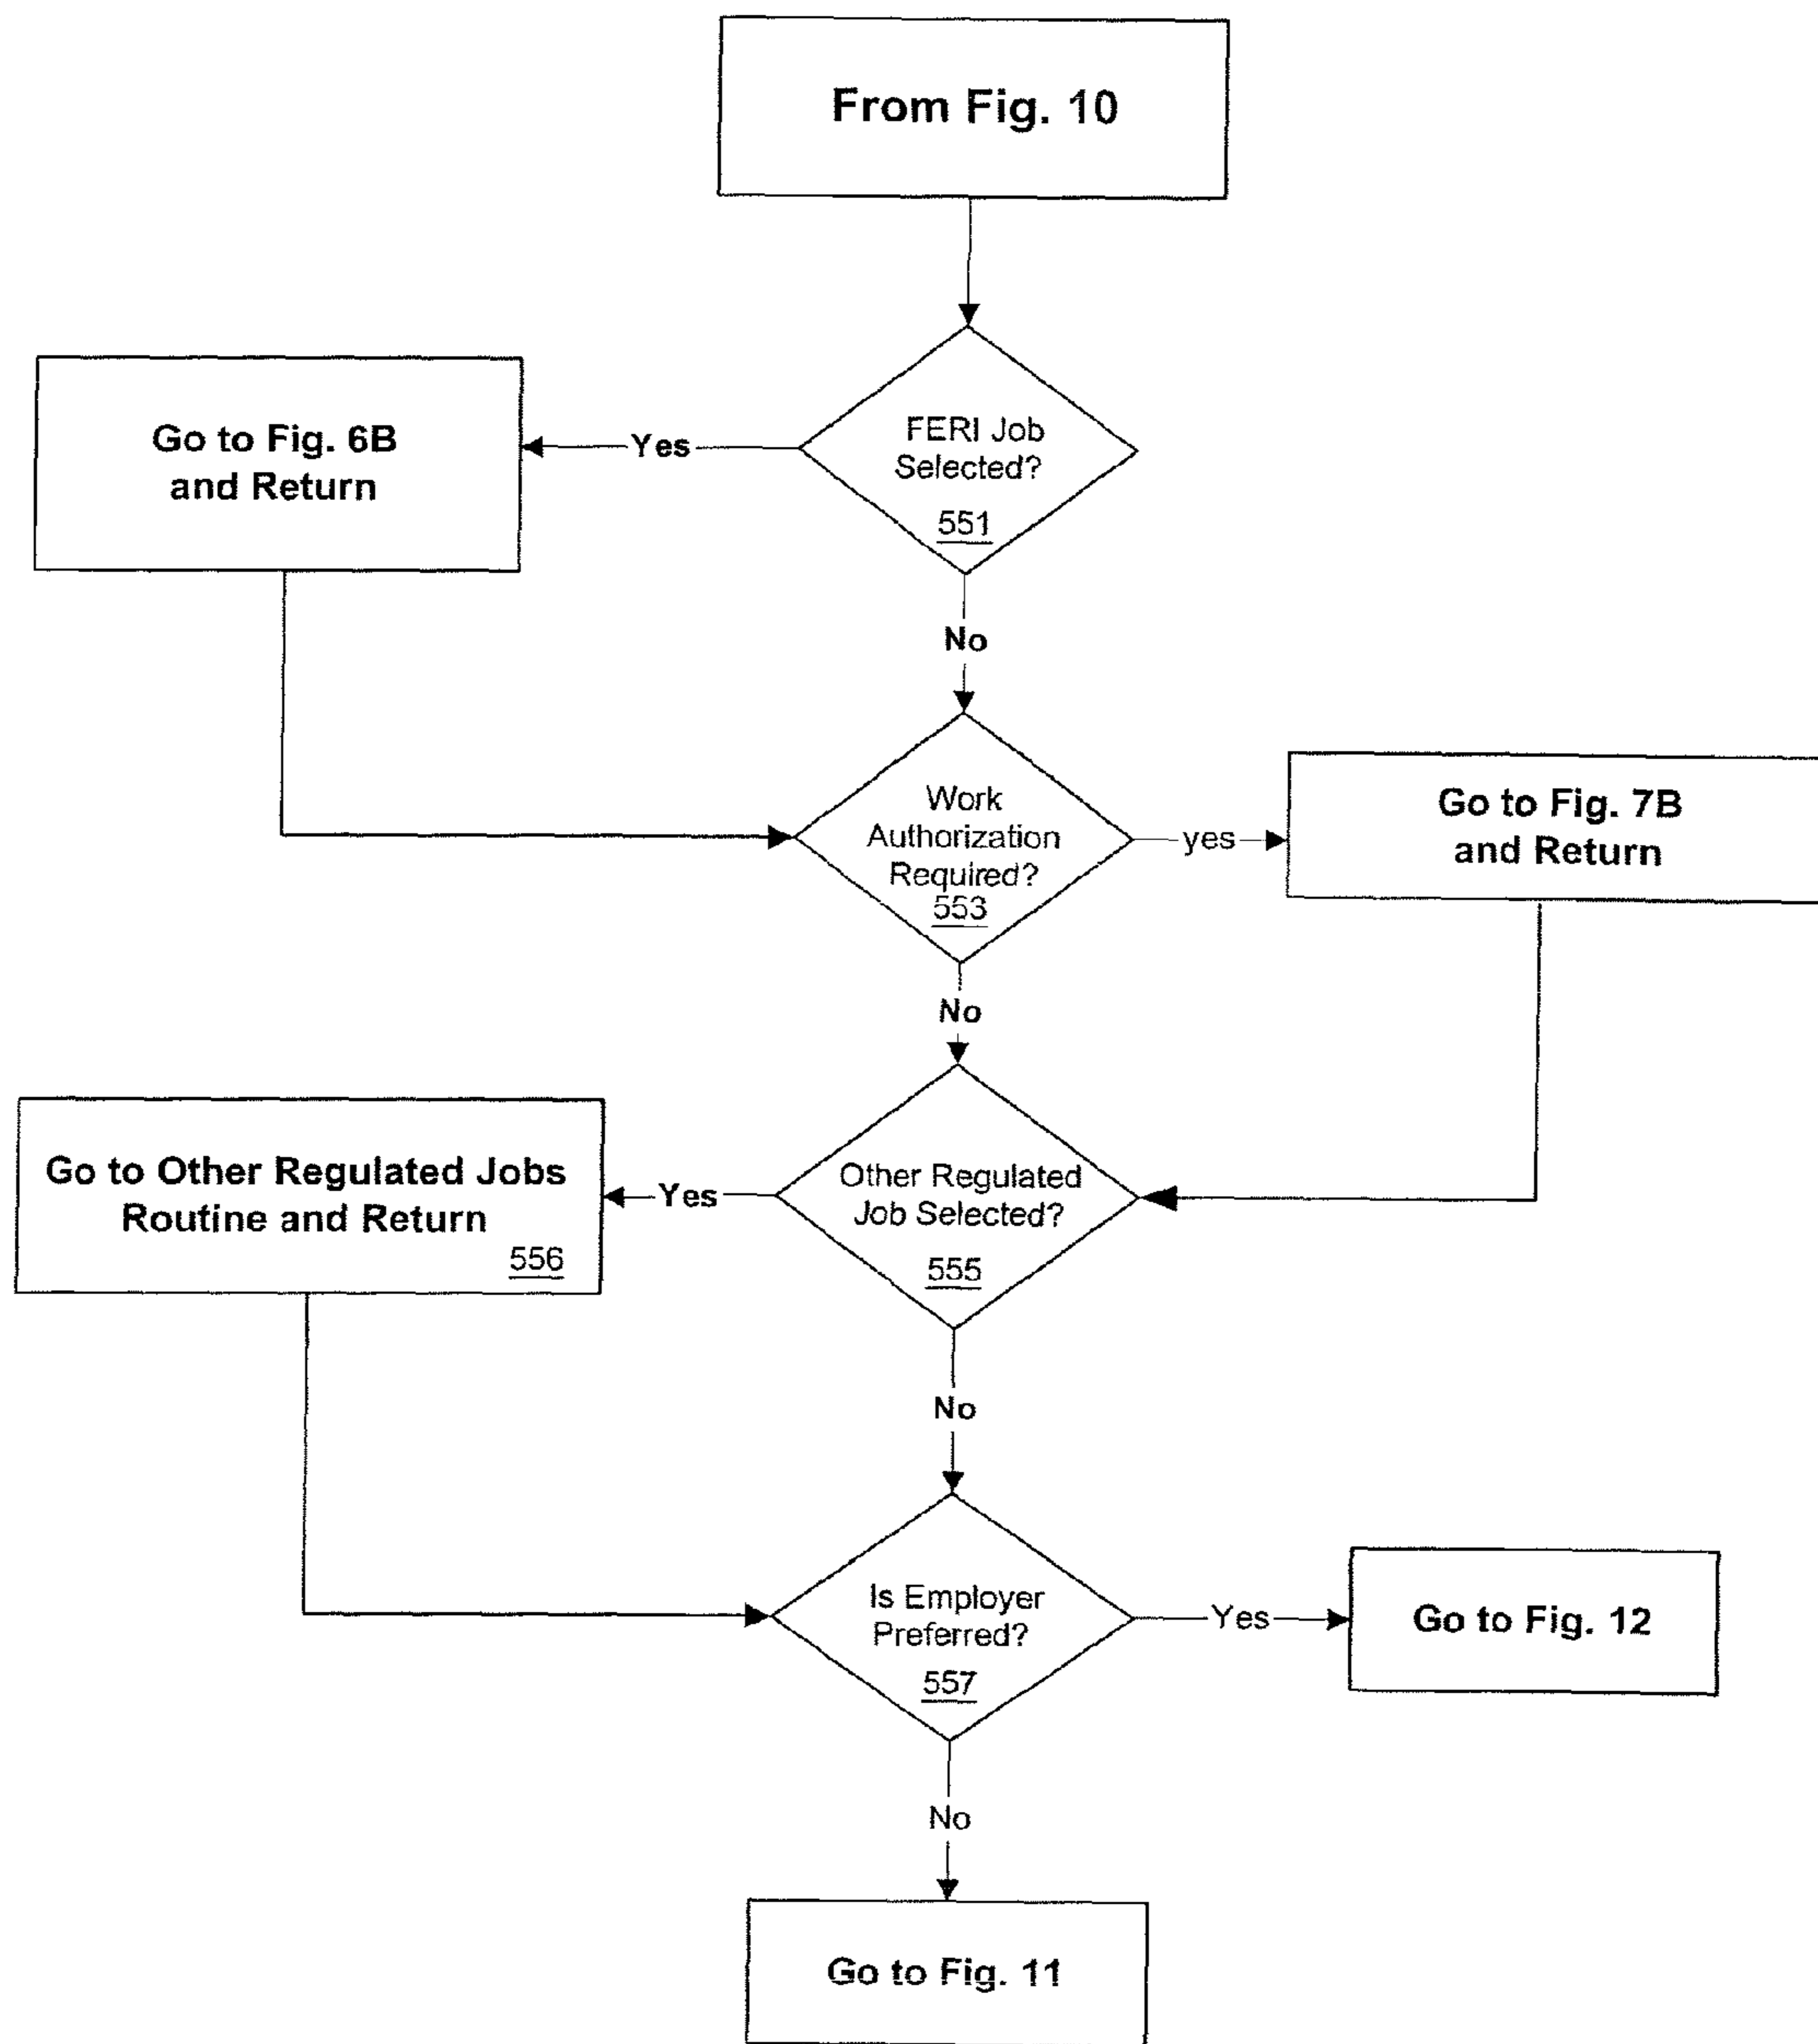 From Fig. 10
FERI Job
Selected?
551
Yes
Go to Fig. 6B
and Return
No
Work
Authorization
Required?
553
yes
Go to Fig. 7B
and Return
No
Other Regulated
Job Selected?
555
Yes
Go to Other Regulated Jobs
Routine and Return
556
No
Is Employer
Preferred?
557
Yes
Go to Fig. 12
No
Go to Fig. 11